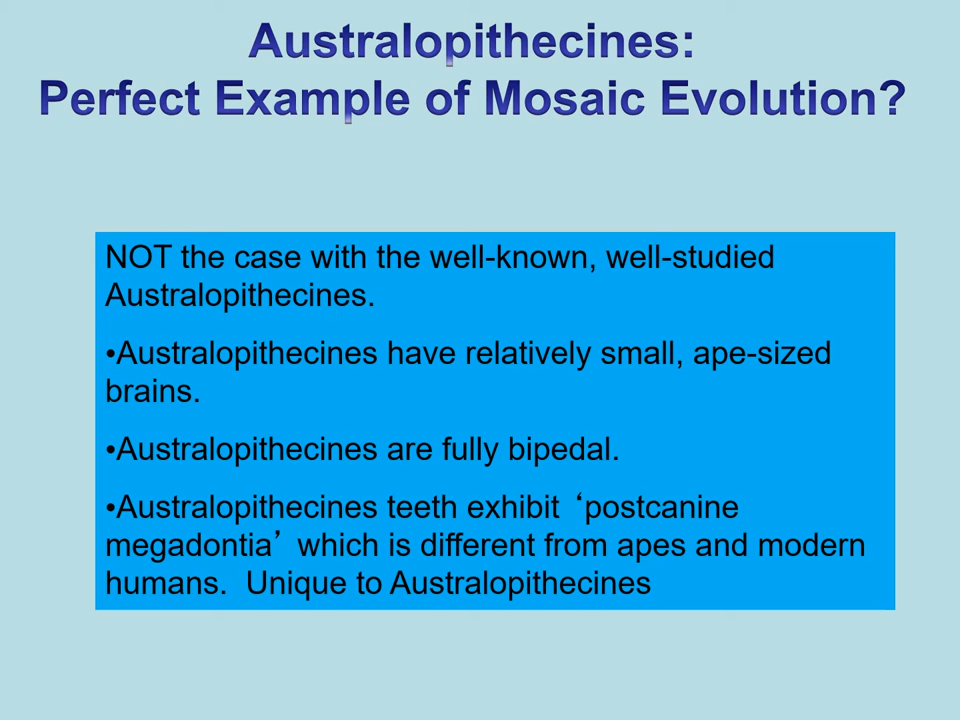 Australopithecines:
Perfect Example of Mosaic Evolution?
NOT the case with the well-known, well-studied
Australopithecines.
•Australopithecines have relatively small, ape-sized
brains.
•Australopithecines are fully bipedal.
•Australopithecines teeth exhibit ‘postcanine
megadontia’ which is different from apes and modern
humans.  Unique to Australopithecines